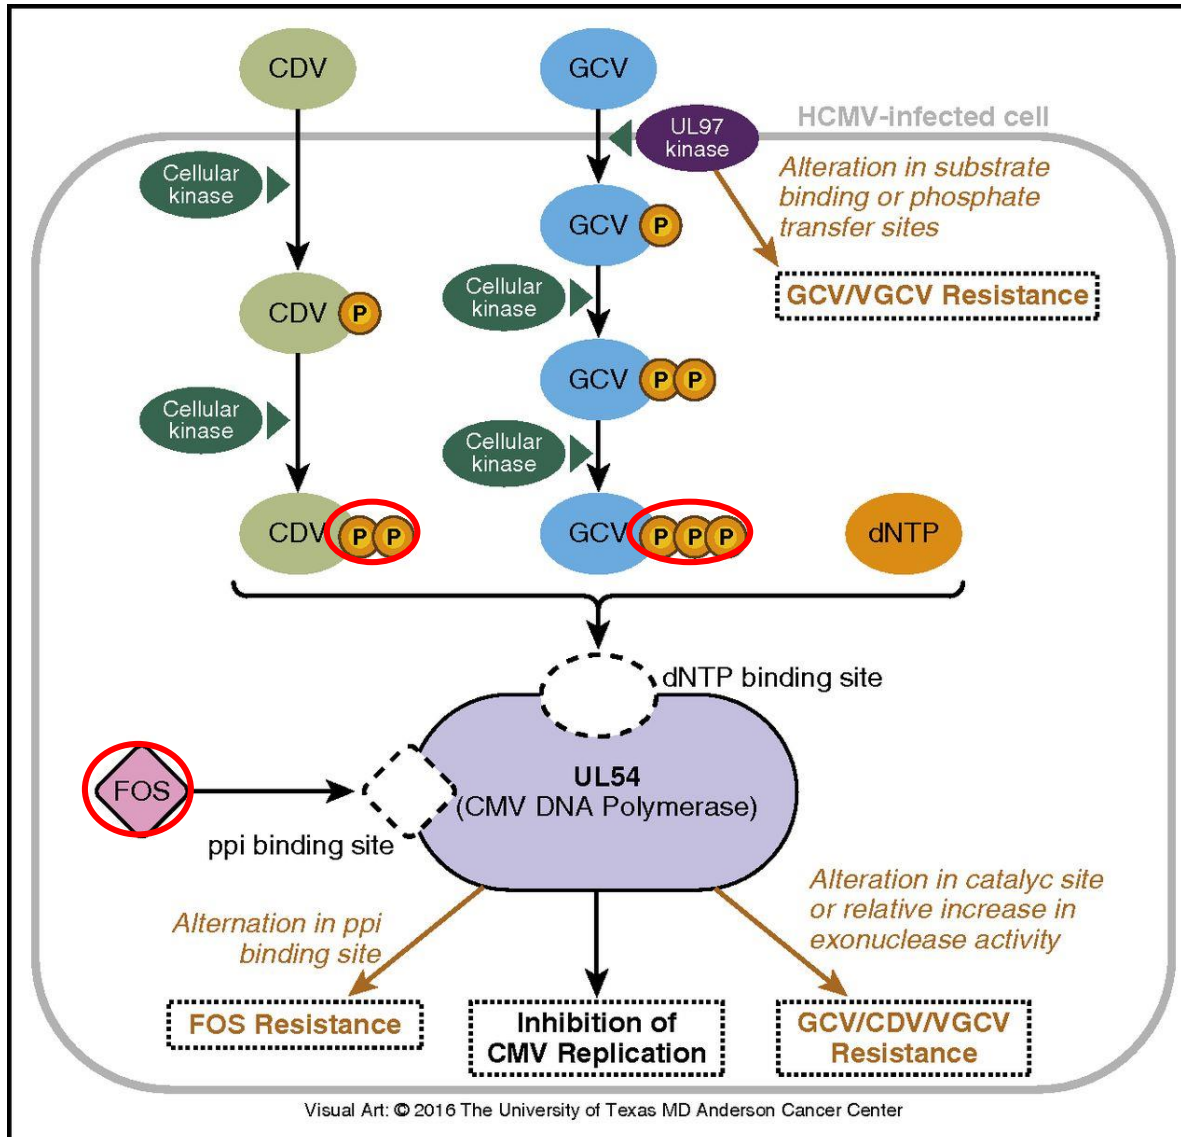 CDV
GCV
HCMV-infected cell
UL97
kinase
Cellular
kinase
Alteration in substrate
binding or phosphate
transfer sites
GCV P
Cellular
kinase
GCV/VGCV Resistance
CDV P
GCV P P
Cellular
kinase
Cellular
kinase
CDV P P
GCV P P P
dNTP
dNTP binding site
FOS
UL54
(CMV DNA Polymerase)
ppi binding site
Alternation in ppi
binding site
Alteration in catalyc site
or relative increase in
exonuclease activity
FOS Resistance
Inhibition of
CMV Replication
GCV/CDV/VGCV
Resistance
Visual Art: © 2016 The University of Texas MD Anderson Cancer Center